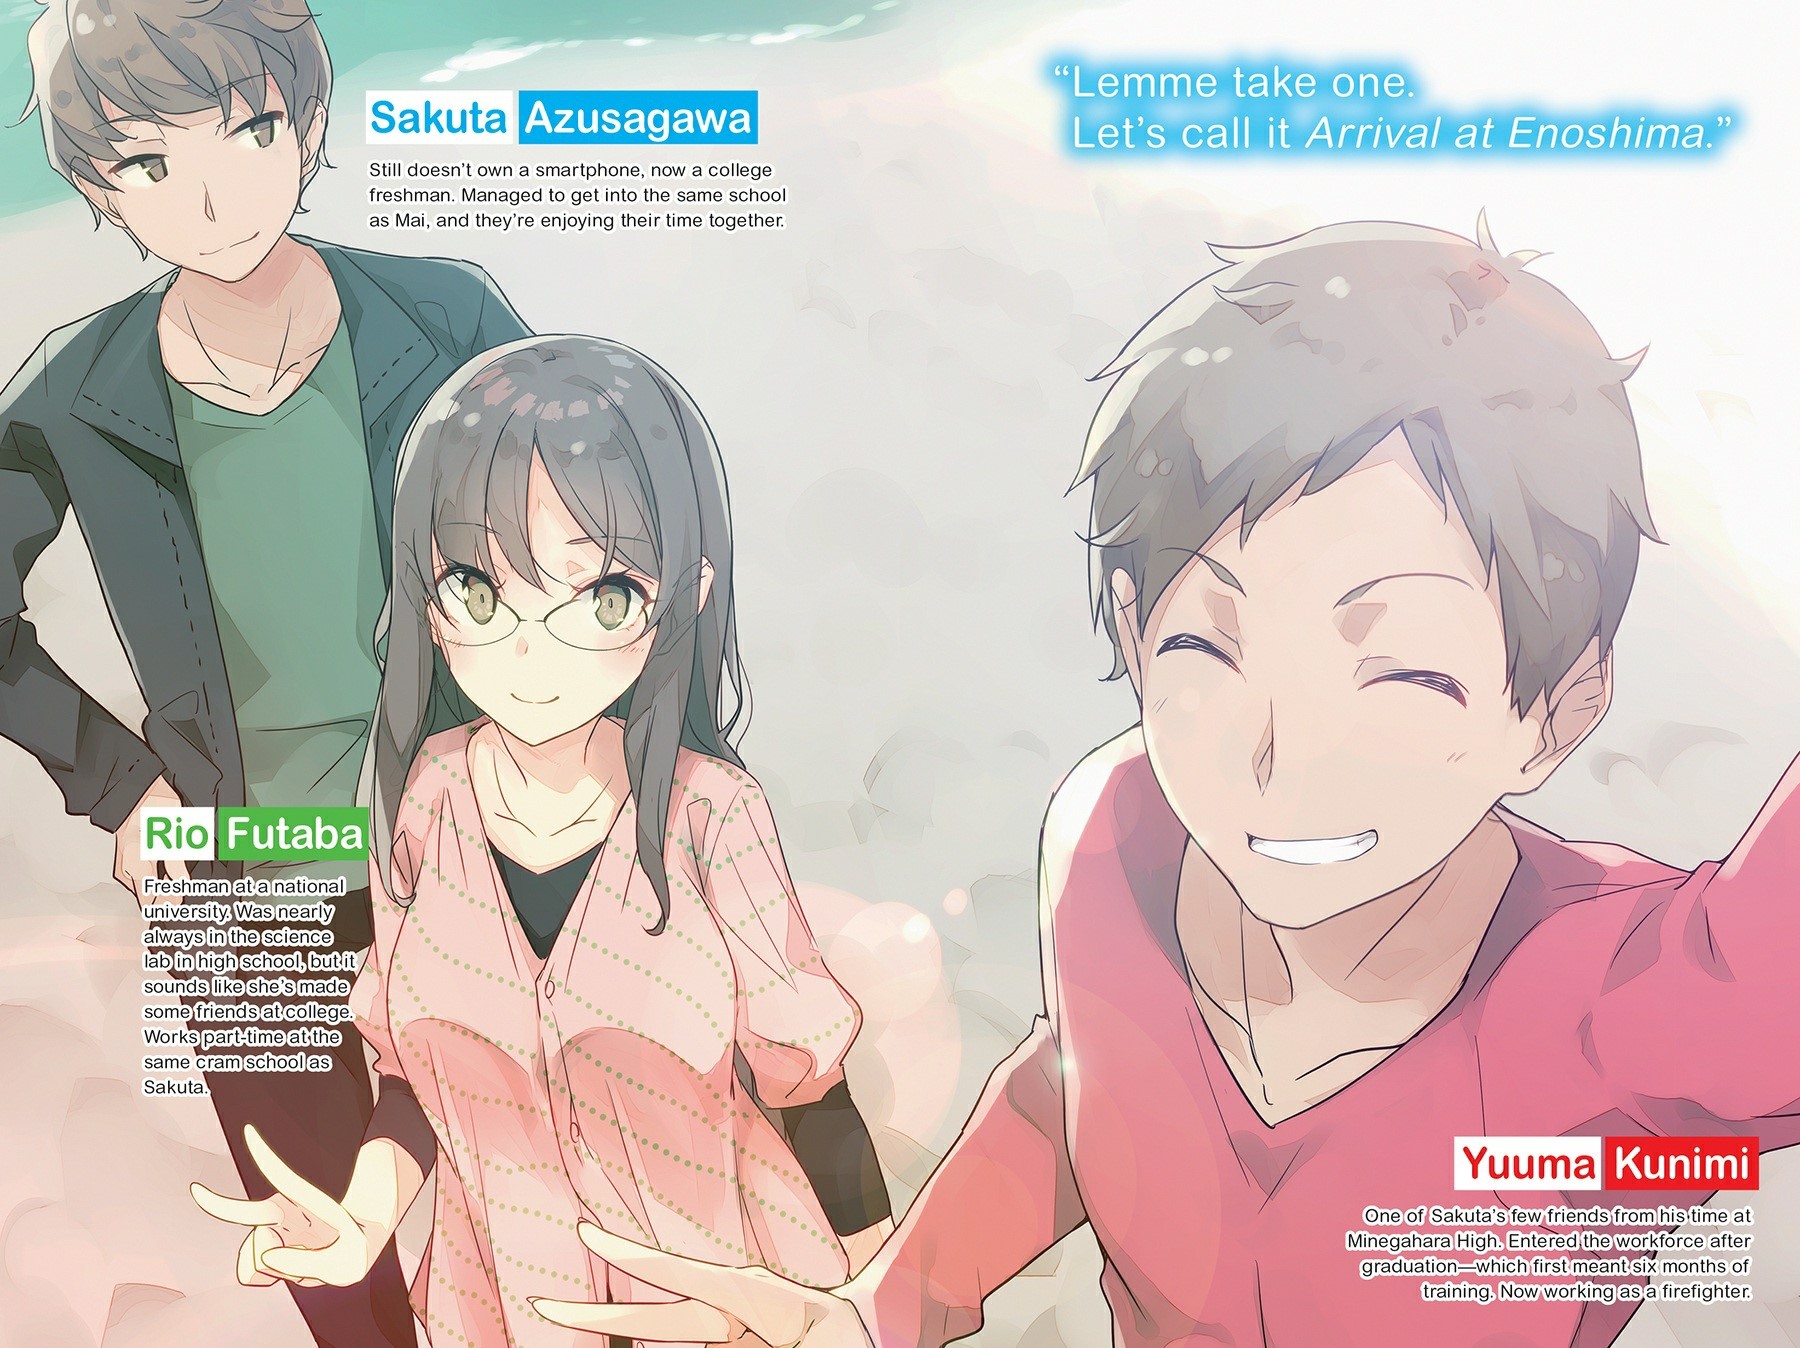 Sakuta Azusagawa
Still doesn’t own a smartphone, now a college
freshman. Managed to get into the same school
as Mai, and they’re enjoying their time together.
“Lemme take one.
Let’s call it Arrival at Enoshima.”
Rio Futaba
Freshman at a national
university. Was nearly
always in the science
lab in high school, but it
sounds like she’s made
some friends at college.
Works part-time at the
same cram school as
Sakuta.
Yuuma Kunimi
One of Sakuta’s few friends from his time at
Minegahara High. Entered the workforce after
graduation—which first meant six months of
training. Now working as a firefighter.